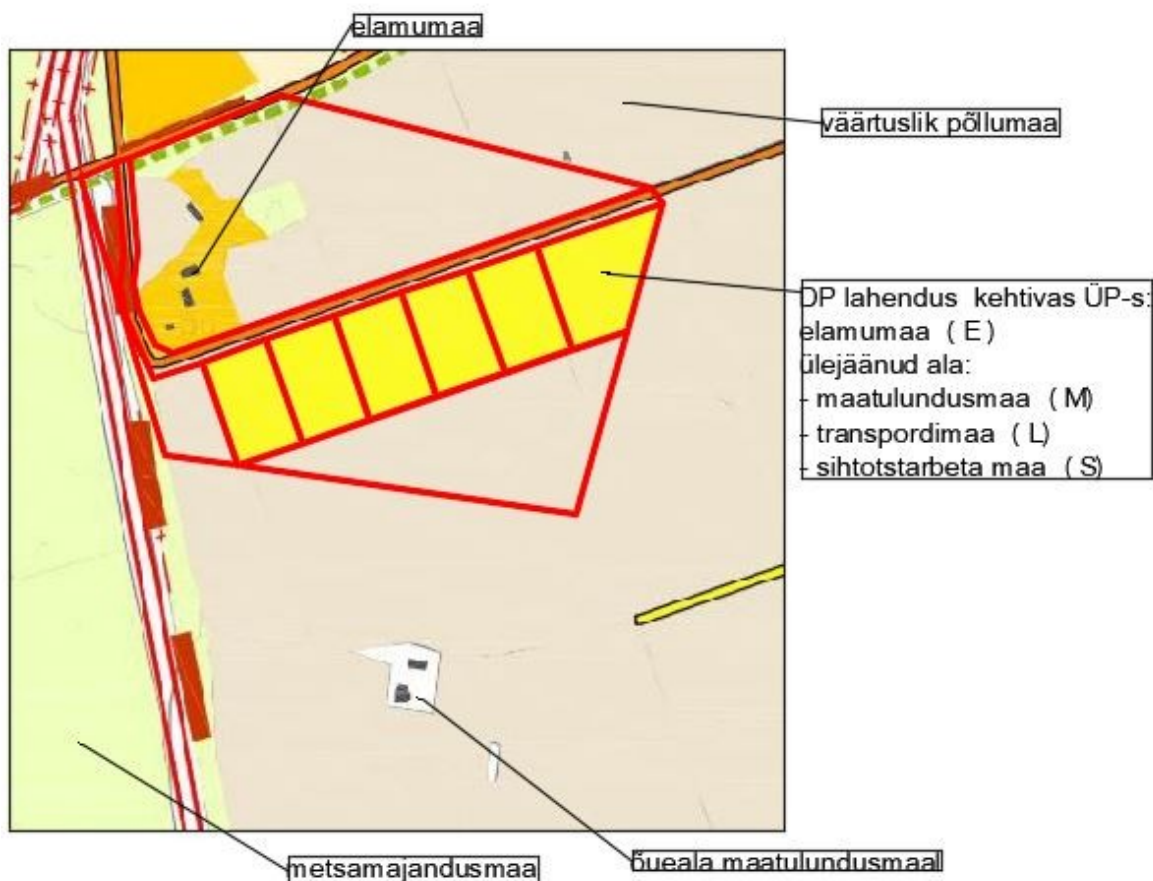 elamumaa
väärtuslik põllumaa
DP lahendus kehtivas ÜP-s:
elamumaa (E)
ülejäänud ala:
- maatulundusmaa (M)
- transpordimaa (L)
- sihtotstarbeta maa (S)
õueala maatulundusmaal
metsamajandusmaa